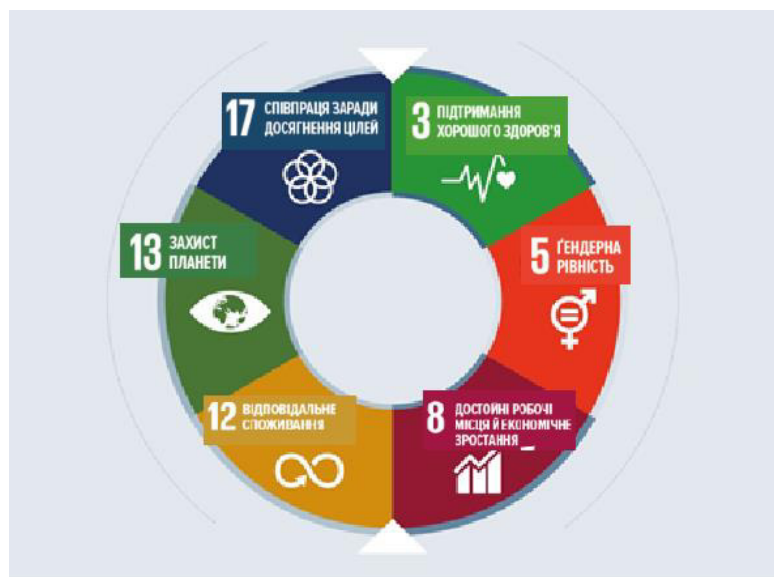 17 СПІВПРАЦЯ ЗАРАДИ
ДОСЯГНЕННЯ ЦІЛЕЙ
3 ПІДТРИМАННЯ
ХОРОШОГО ЗДОРОВ'Я
13 ЗАХИСТ
ПЛАНЕТИ
5 ҐЕНДЕРНА
РІВНІСТЬ
12 ВІДПОВІДАЛЬНЕ
СПОЖИВАННЯ
8 ДОСТОЙНІ РОБОЧІ
МІСЦЯ Й ЕКОНОМІЧНЕ
ЗРОСТАННЯ